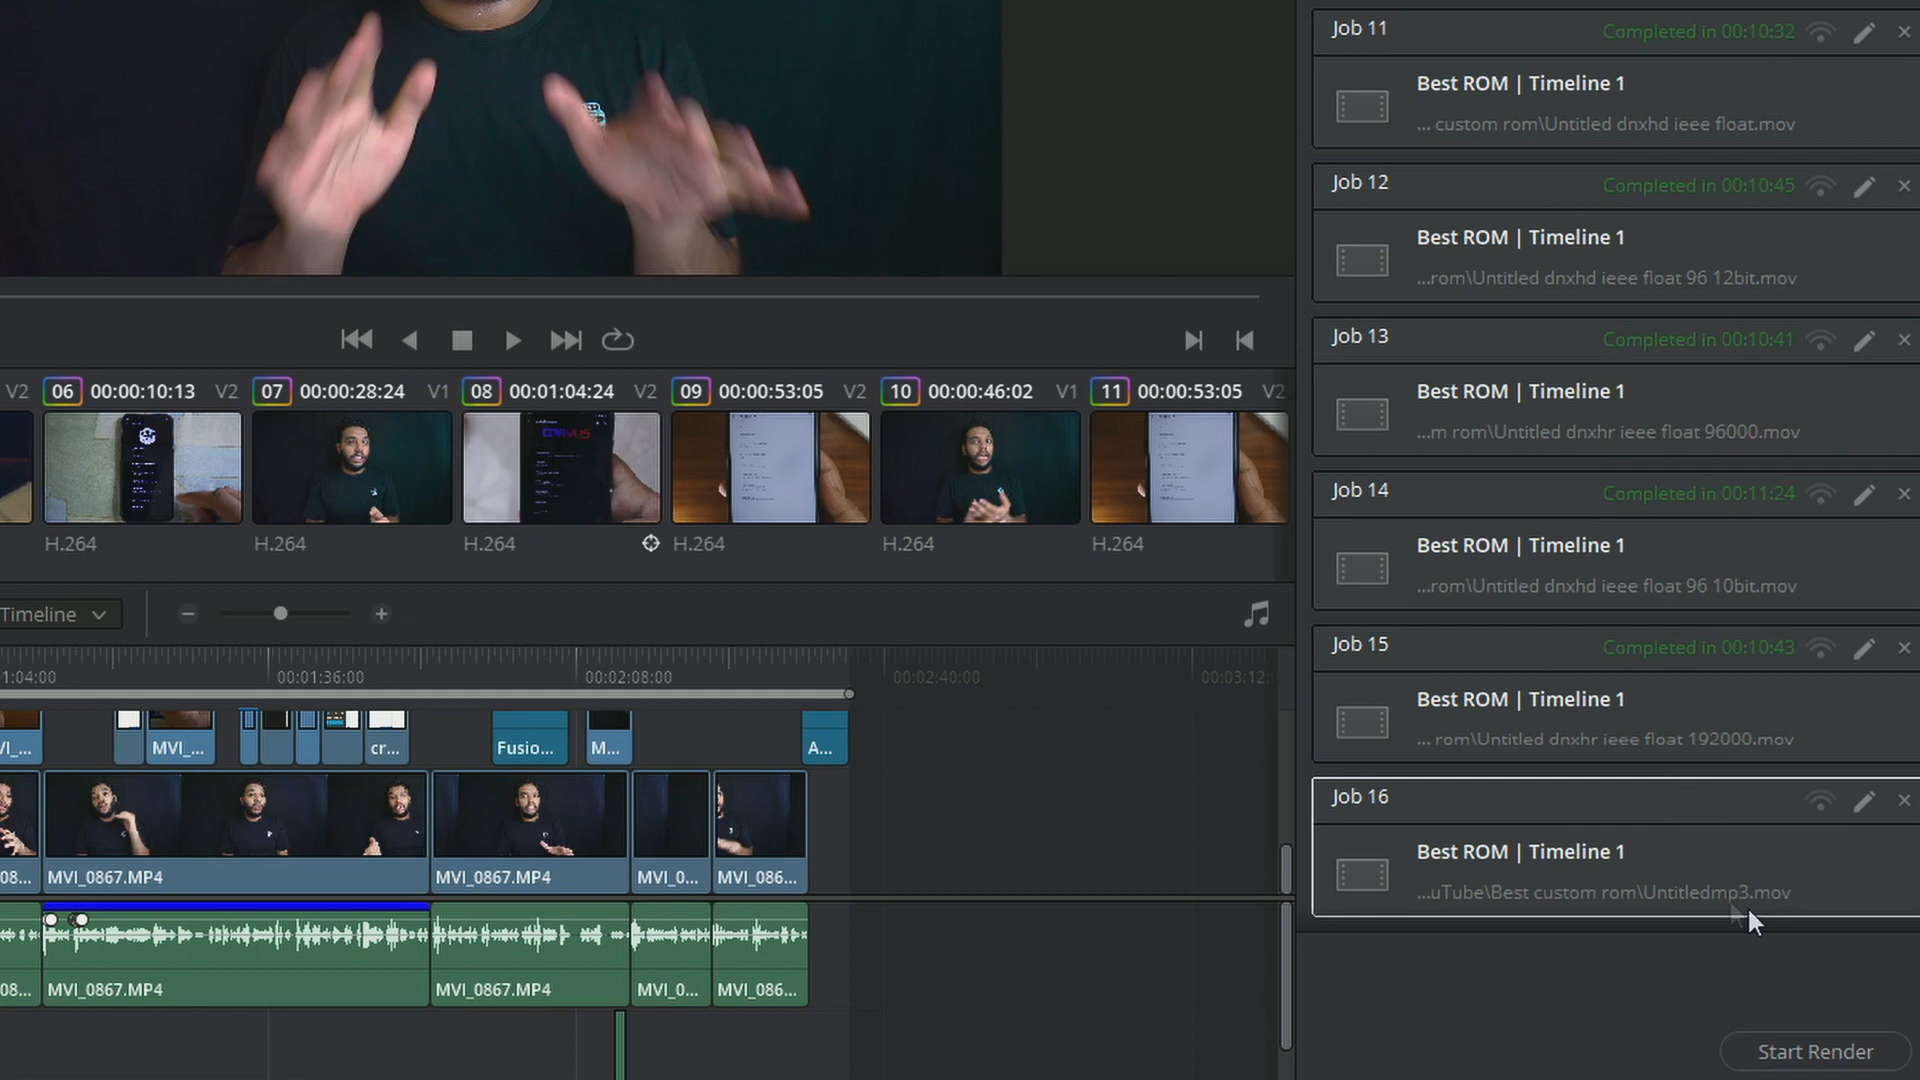 V2 06 00:00:10:13 V2 07 00:00:28:24 V1 08 00:01:04:24 V2 09 00:00:53:05 V2 10 00:00:46:02 V1 11 00:00:53:05 V2
CORVUS
H.264 H.264 H.264 H.264 H.264 H.264
Timeline
1:04:00 00:01:36:00 00:02:08:00 00:02:40:00 00:03:12:
VI_... MVI_... cr... Fusio... M... A...
08... MVI_0867.MP4 MVI_0867.MP4 MVI_0... MVI_086...
08... MVI_0867.MP4 MVI_0867.MP4 MVI_0... MVI_086...
Job 11 Completed in 00:10:32
Best ROM | Timeline 1
... custom rom\Untitled dnxhd ieee float.mov
Job 12 Completed in 00:10:45
Best ROM | Timeline 1
...rom\Untitled dnxhd ieee float 96 12bit.mov
Job 13 Completed in 00:10:41
Best ROM | Timeline 1
...m rom\Untitled dnxhr ieee float 96000.mov
Job 14 Completed in 00:11:24
Best ROM | Timeline 1
...rom\Untitled dnxhd ieee float 96 10bit.mov
Job 15 Completed in 00:10:43
Best ROM | Timeline 1
... rom\Untitled dnxhr ieee float 192000.mov
Job 16
Best ROM | Timeline 1
...uTube\Best custom rom\Untitledmp3.mov
Start Render